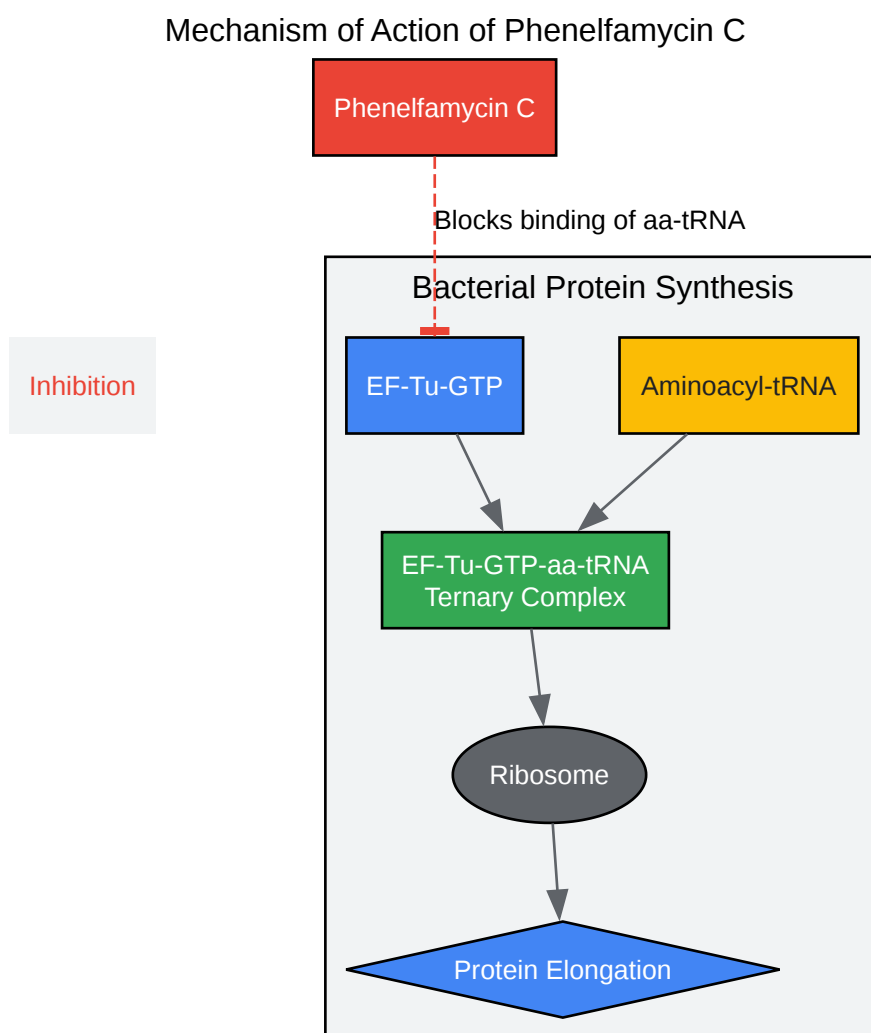 Mechanism of Action of Phenelfamycin C
Phenelfamycin C
Blocks binding of aa-tRNA
Bacterial Protein Synthesis
Inhibition
EF-Tu-GTP
Aminoacyl-tRNA
EF-Tu-GTP-aa-tRNA
Ternary Complex
Ribosome
Protein Elongation